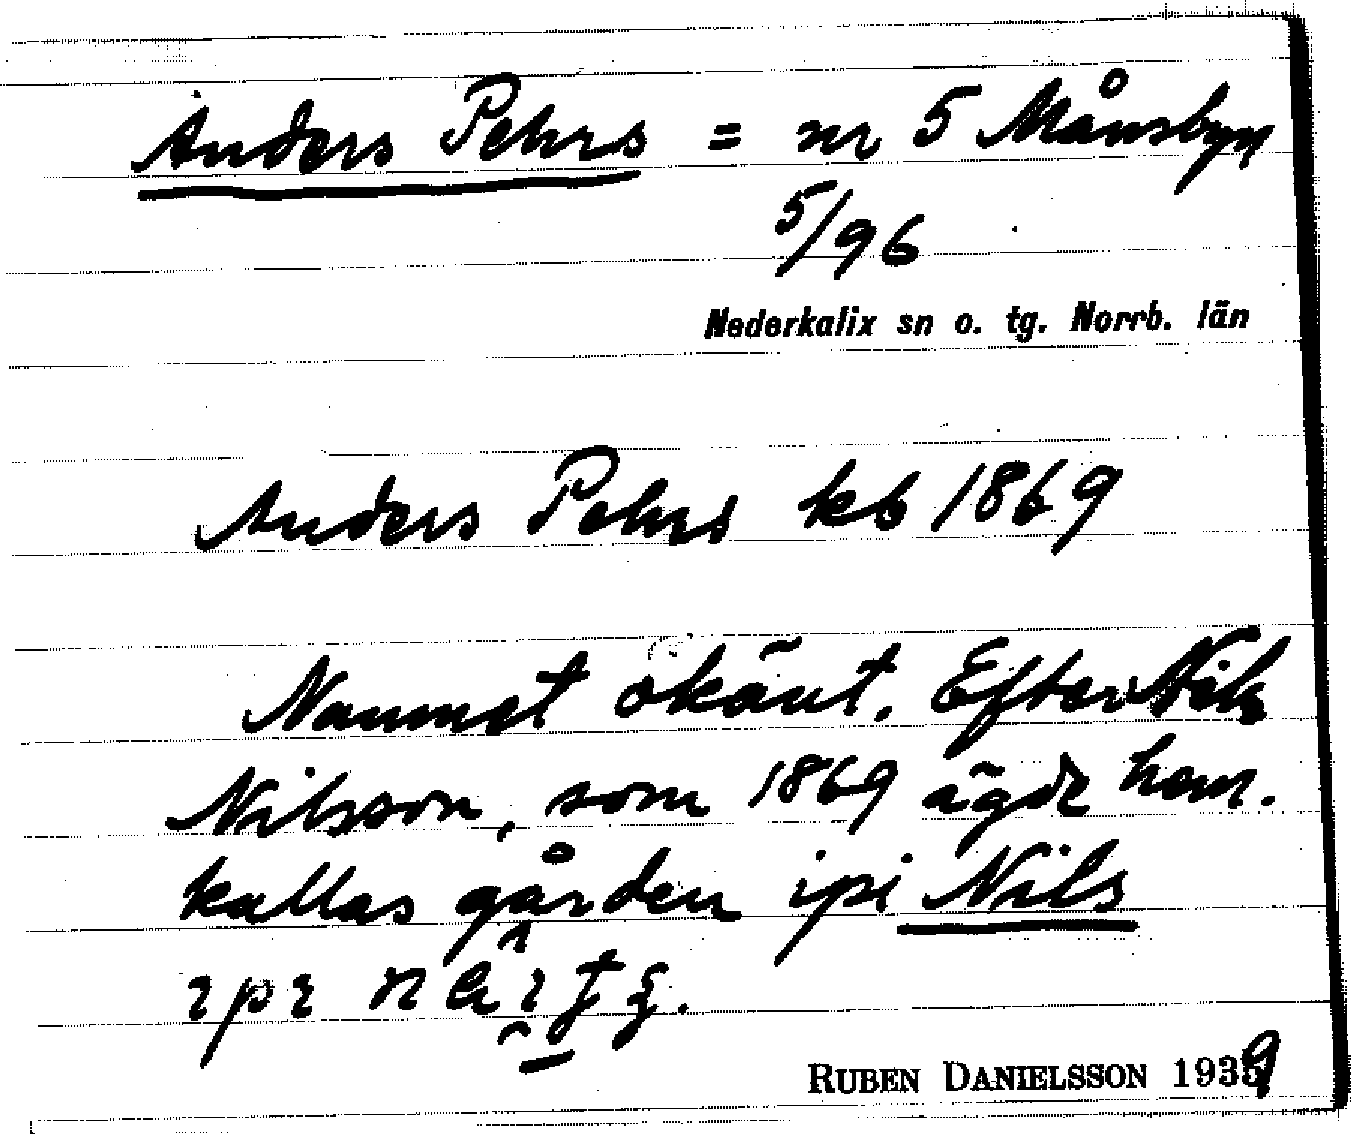 Anders Pehrs = nr 5 Månsbyn
5/96
Nederkalix sn o. tg. Norrb. län
Anders Pehrs kb 1869
Namnet okänt. Efter Nils
Nilsson, som 1869 ägde hem.
kallas gården ipi Nils
RUBEN DANIELSSON 1939